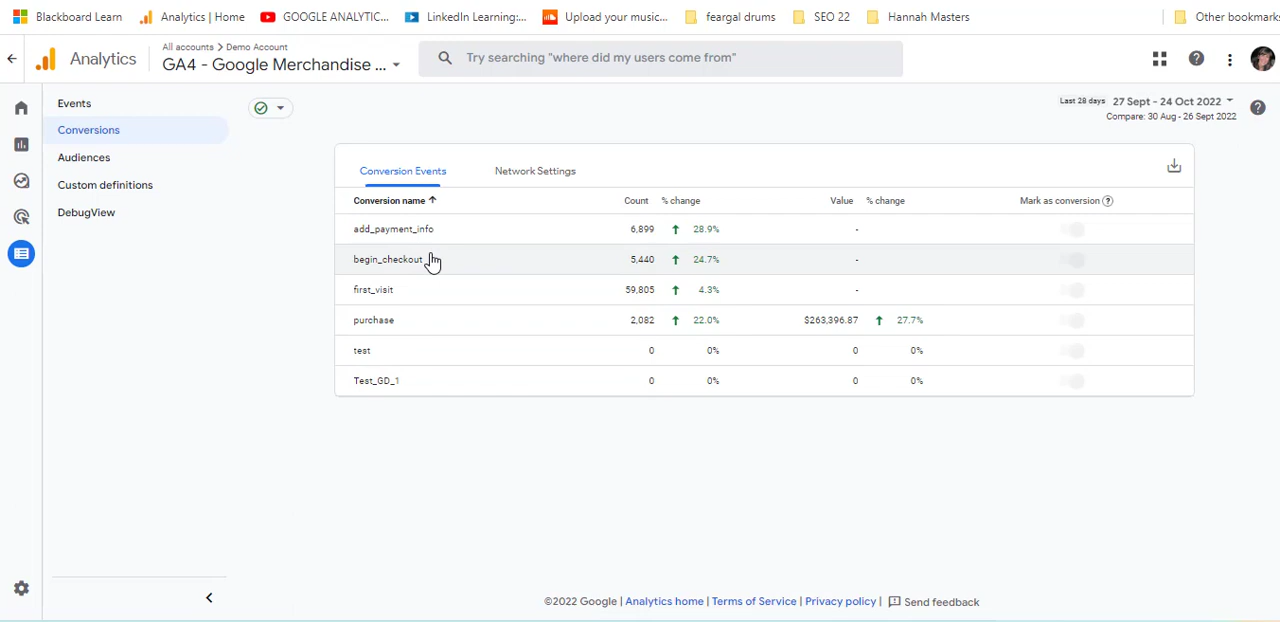 Blackboard Learn
Analytics | Home
GOOGLE ANALYTIC...
LinkedIn Learning:...
Upload your music...
feargal drums
SEO 22
Hannah Masters
Other bookmarks
Analytics
All accounts > Demo Account
GA4 - Google Merchandise ...
Try searching "where did my users come from"
Events
Conversions
Audiences
Custom definitions
DebugView
Last 28 days 27 Sept - 24 Oct 2022
Compare: 30 Aug - 26 Sept 2022
Conversion Events Network Settings
Conversion name Count % change Value % change Mark as conversion
add_payment_info 6,899 28.9% -
begin_checkout 5,440 24.7% -
first_visit 59,805 4.3% -
purchase 2,082 22.0% $263,396.87 27.7%
test 0 0% 0 0%
Test_GD_1 0 0% 0 0%
©2022 Google | Analytics home | Terms of Service | Privacy policy | Send feedback